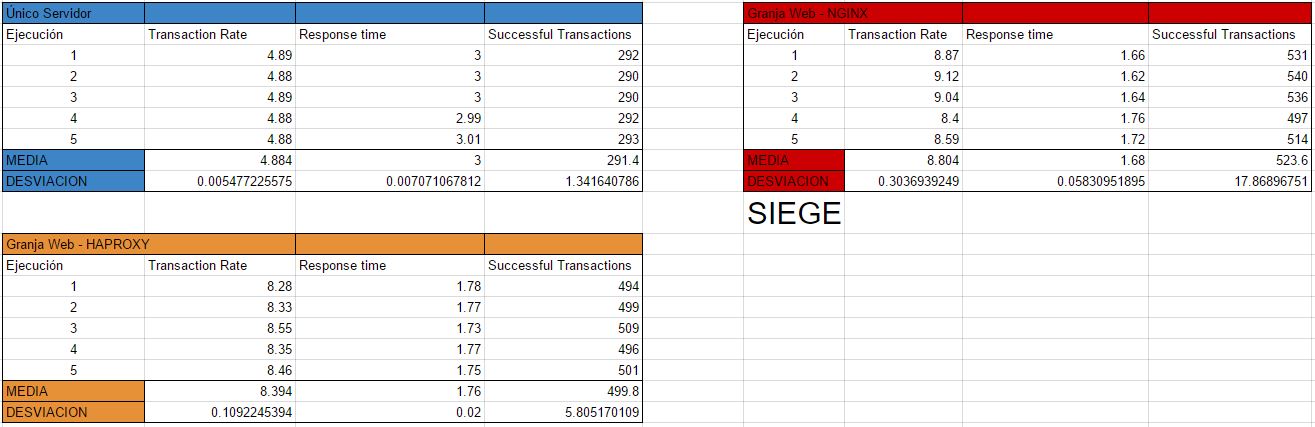 Único Servidor
Ejecución Transaction Rate Response time Successful Transactions
1 4.89 3 292
2 4.88 3 290
3 4.89 3 290
4 4.88 2.99 292
5 4.88 3.01 293
MEDIA 4.884 3 291.4
DESVIACION 0.005477225575 0.007071067812 1.341640786
Granja Web - NGINX
Ejecución Transaction Rate Response time Successful Transactions
1 8.87 1.66 531
2 9.12 1.62 540
3 9.04 1.64 536
4 8.4 1.76 497
5 8.59 1.72 514
MEDIA 8.804 1.68 523.6
DESVIACION 0.3036939249 0.05830951895 17.86896751
SIEGE
Granja Web - HAPROXY
Ejecución Transaction Rate Response time Successful Transactions
1 8.28 1.78 494
2 8.33 1.77 499
3 8.55 1.73 509
4 8.35 1.77 496
5 8.46 1.75 501
MEDIA 8.394 1.76 499.8
DESVIACION 0.1092245394 0.02 5.805170109